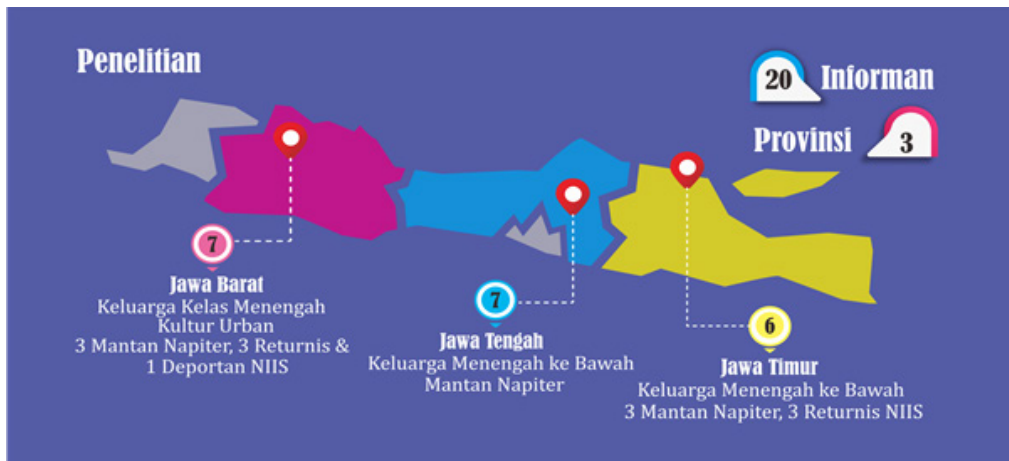 Penelitian
20 Informan
Provinsi 3
7
Jawa Barat
Keluarga Kelas Menengah
Kultur Urban
3 Mantan Napiter, 3 Returnis &
1 Deportan NIIS
7
Jawa Tengah
Keluarga Menengah ke Bawah
Mantan Napiter
6
Jawa Timur
Keluarga Menengah ke Bawah
3 Mantan Napiter, 3 Returnis NIIS